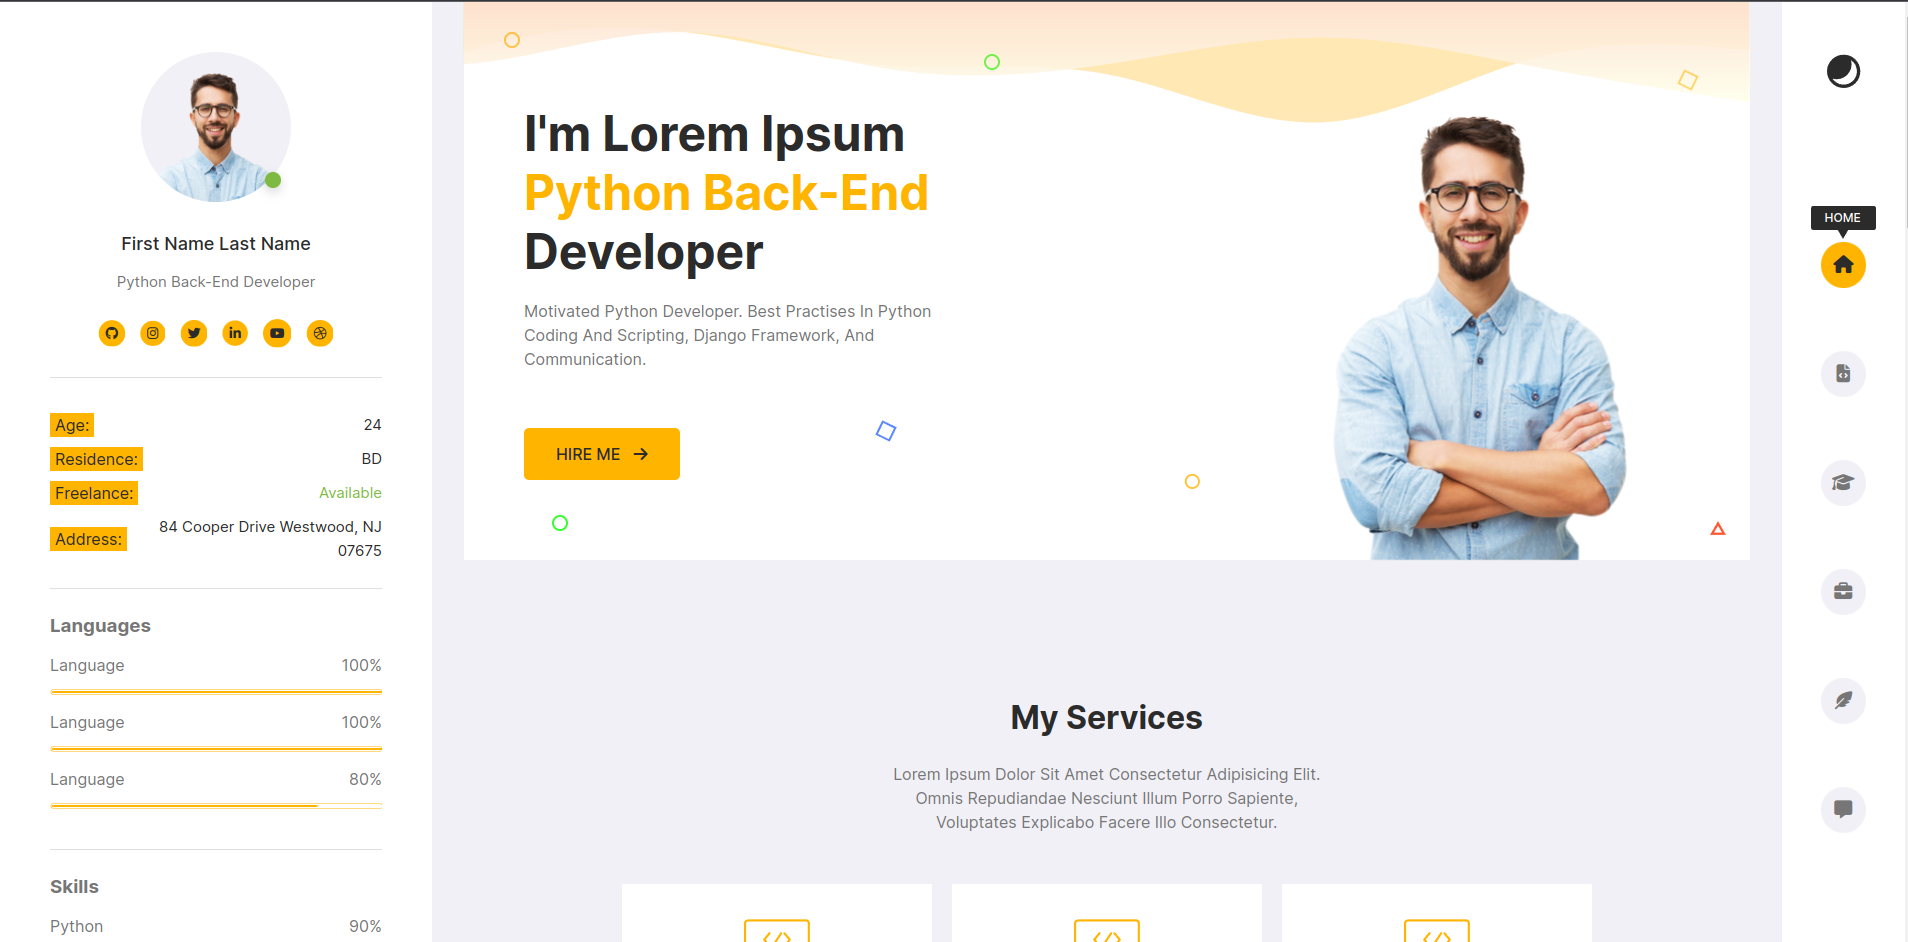 First Name Last Name
Python Back-End Developer
Age: 24
Residence: BD
Freelance: Available
Address: 84 Cooper Drive Westwood, NJ
07675
Languages
Language 100%
Language 100%
Language 80%
Skills
Python 90%
I'm Lorem Ipsum
Python Back-End
Developer
Motivated Python Developer. Best Practises In Python
Coding And Scripting, Django Framework, And
Communication.
HIRE ME
My Services
Lorem Ipsum Dolor Sit Amet Consectetur Adipisicing Elit.
Omnis Repudiandae Nesciunt Illum Porro Sapiente,
Voluptates Explicabo Facere Illo Consectetur.
HOME